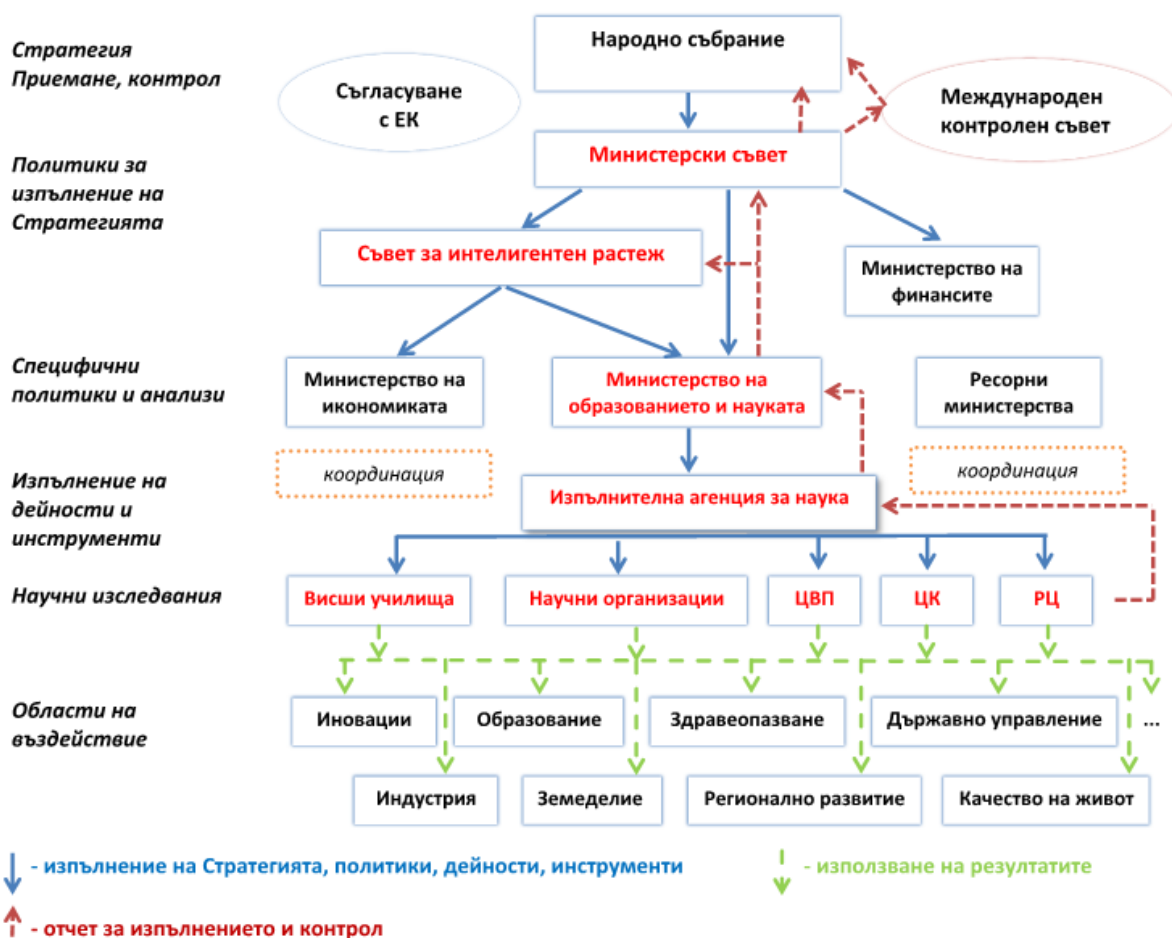 Стратегия
Приемане, контрол
Народно събрание
Съгласуване
с ЕК
Международен
контролен съвет
Политики за
изпълнение на
Стратегията
Министерски съвет
Съвет за интелигентен растеж
Министерство на
финансите
Специфични
политики и анализи
Министерство на
икономиката
Министерство на
образованието и науката
Ресорни
министерства
Изпълнение на
дейности и
инструменти
координация
координация
Изпълнителна агенция за наука
Научни изследвания
Висши училища
Научни организации
ЦВП
ЦК
РЦ
Области на
въздействие
Иновации
Образование
Здравеопазване
Държавно управление
...
Индустрия
Земеделие
Регионално развитие
Качество на живот
- изпълнение на Стратегията, политики, дейности, инструменти
- използване на резултатите
- отчет за изпълнението и контрол